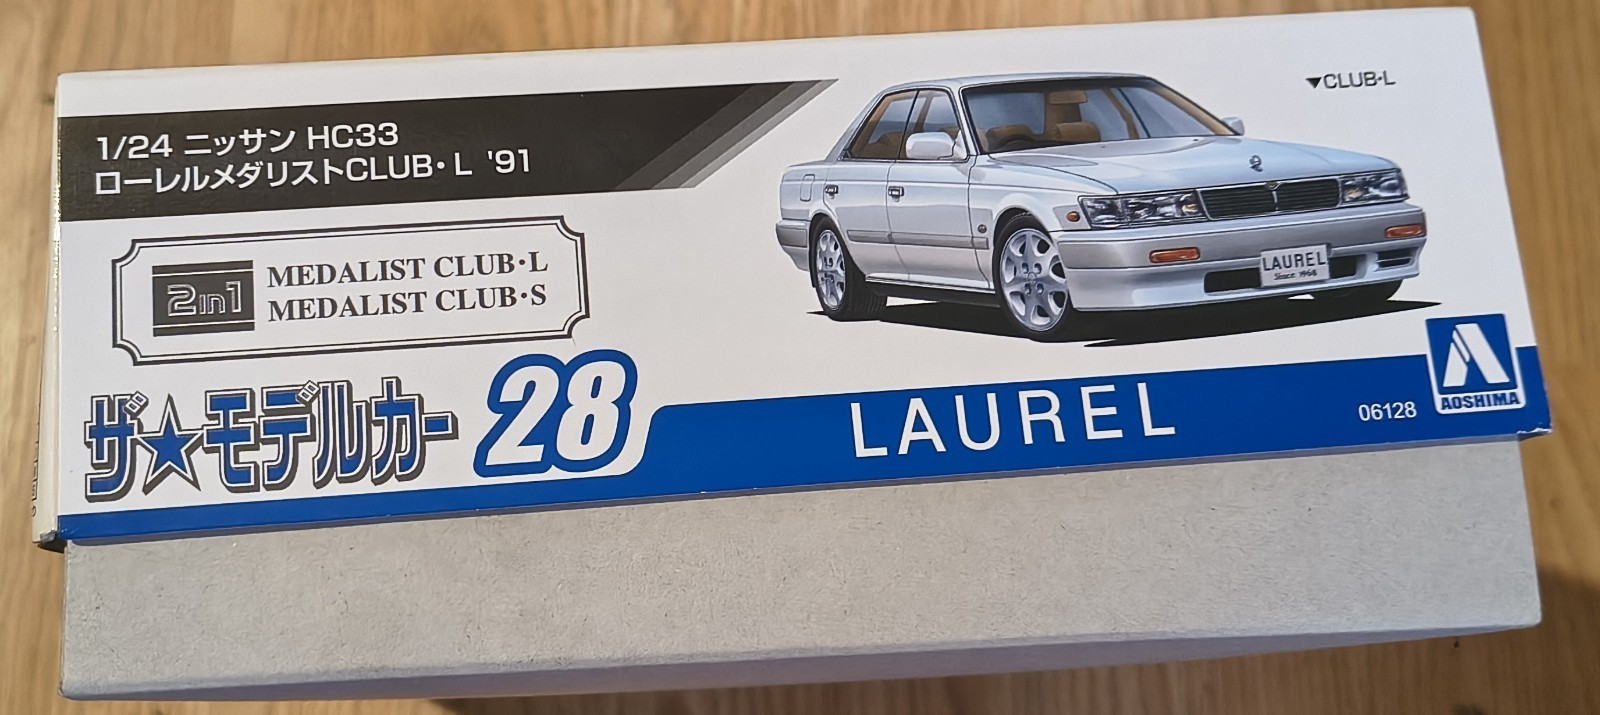 1/24 ニッサン HC33
ローレルメダリストCLUB・L '91
2in1
MEDALIST CLUB・L
MEDALIST CLUB・S
ザ★モデルカー 28
▼CLUB・L
LAUREL
Since 1968
LAUREL
06128
AOSHIMA